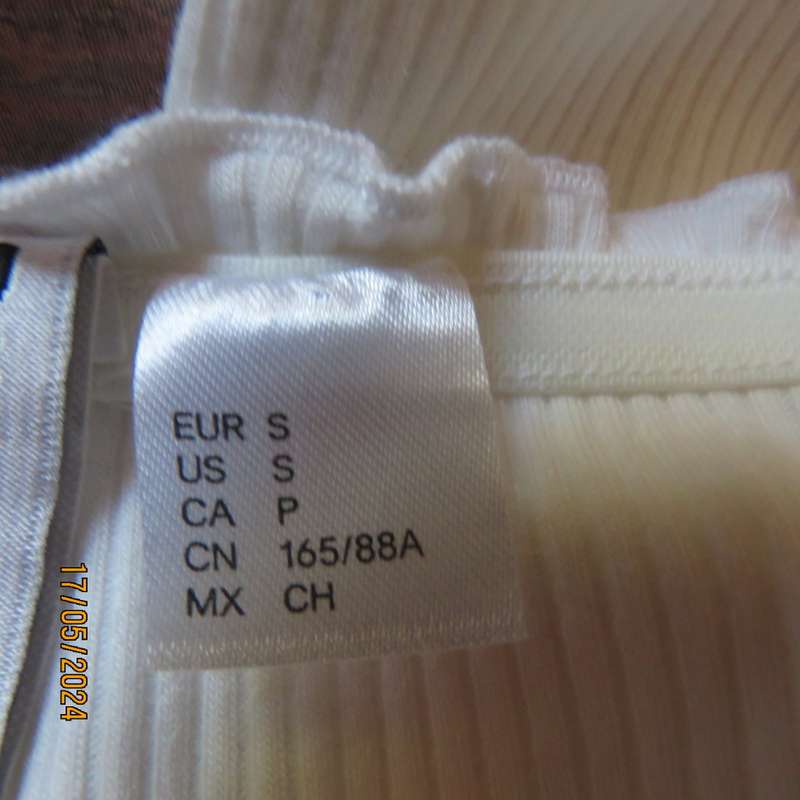 EUR S
US S
CA P
CN 165/88A
MX CH
17/05/2024